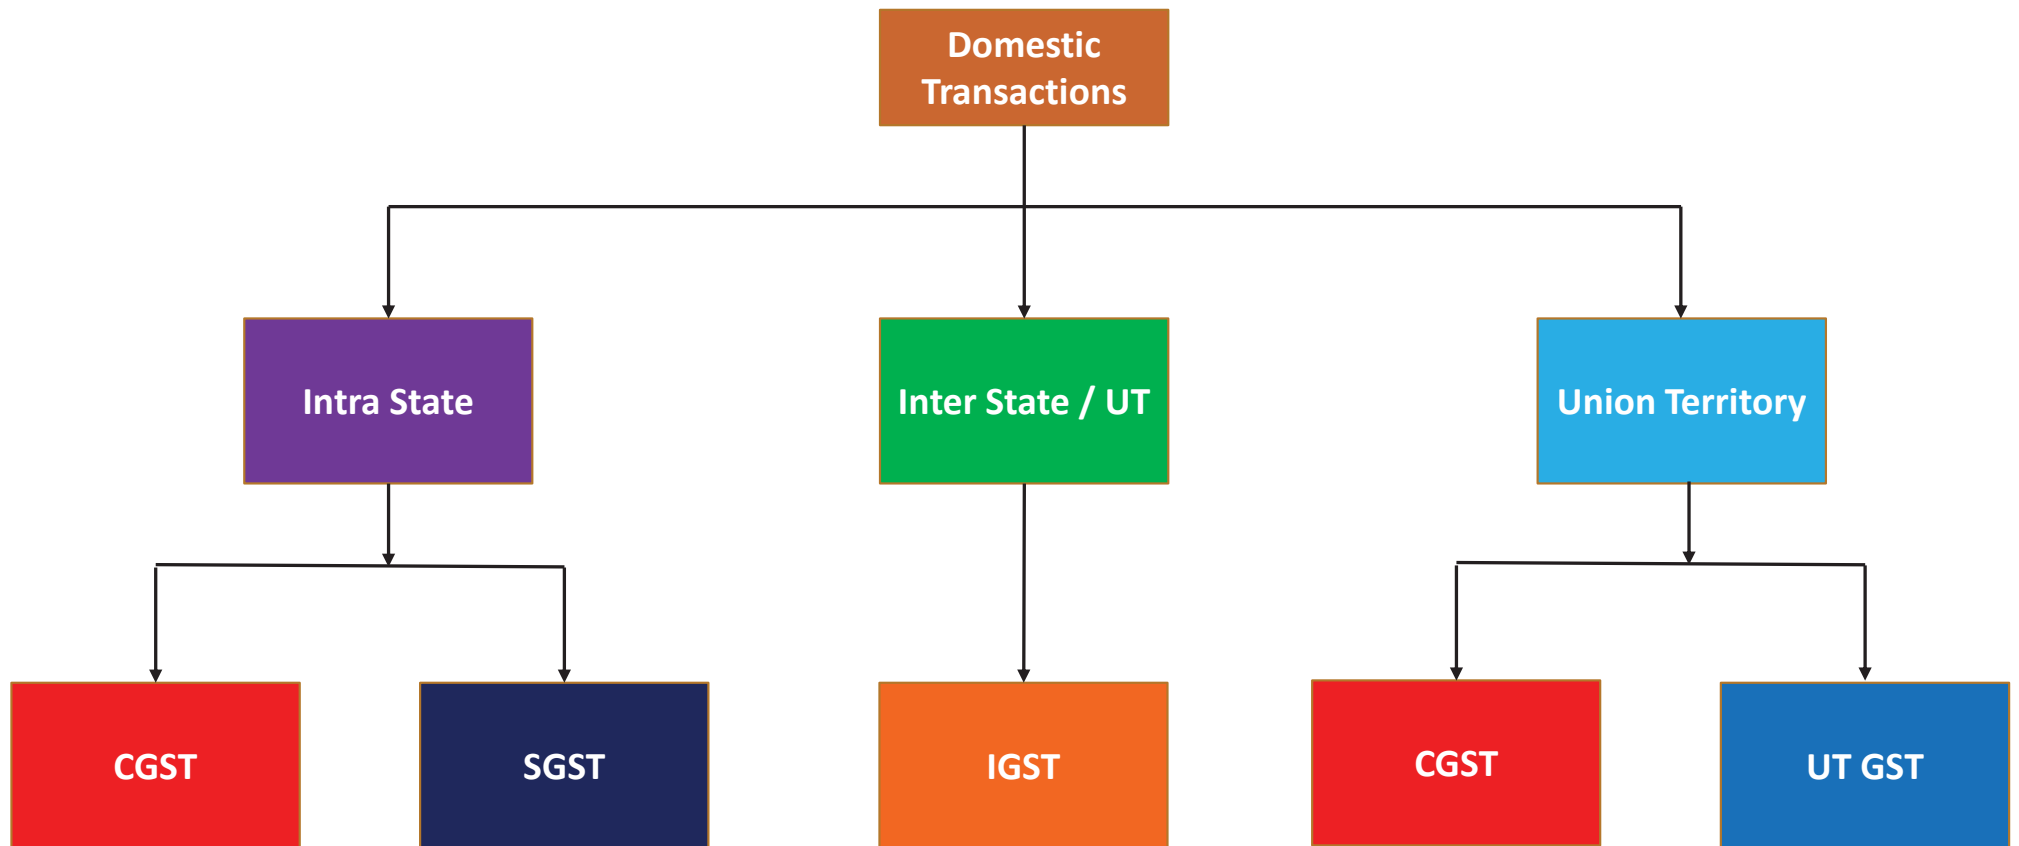 Domestic
Transactions
Intra State
Inter State / UT
Union Territory
CGST
SGST
IGST
CGST
UT GST